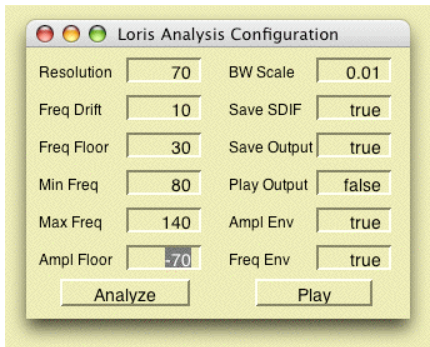 Loris Analysis Configuration
Resolution 70 BW Scale 0.01
Freq Drift 10 Save SDIF true
Freq Floor 30 Save Output true
Min Freq 80 Play Output false
Max Freq 140 Ampl Env true
Ampl Floor -70 Freq Env true
Analyze Play